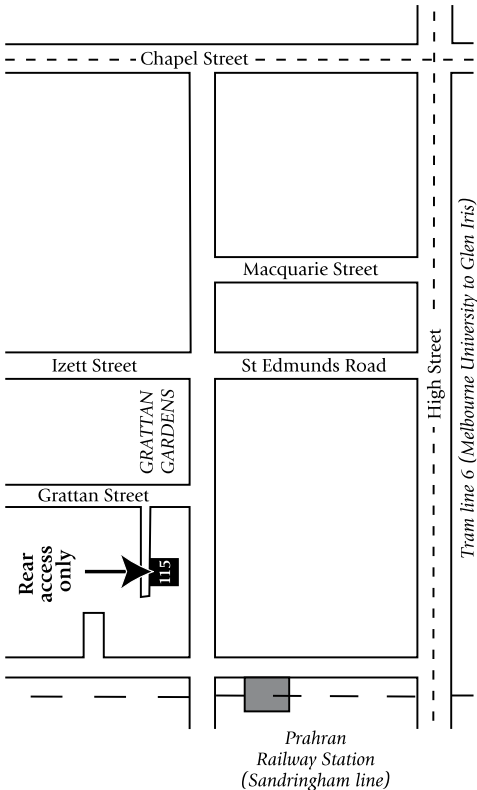 Chapel Street
Macquarie Street
Izett Street
St Edmunds Road
High Street
Tram line 6 (Melbourne University to Glen Iris)
GRATTAN
GARDENS
Grattan Street
Rear
access
only
115
Prahran
Railway Station
(Sandringham line)